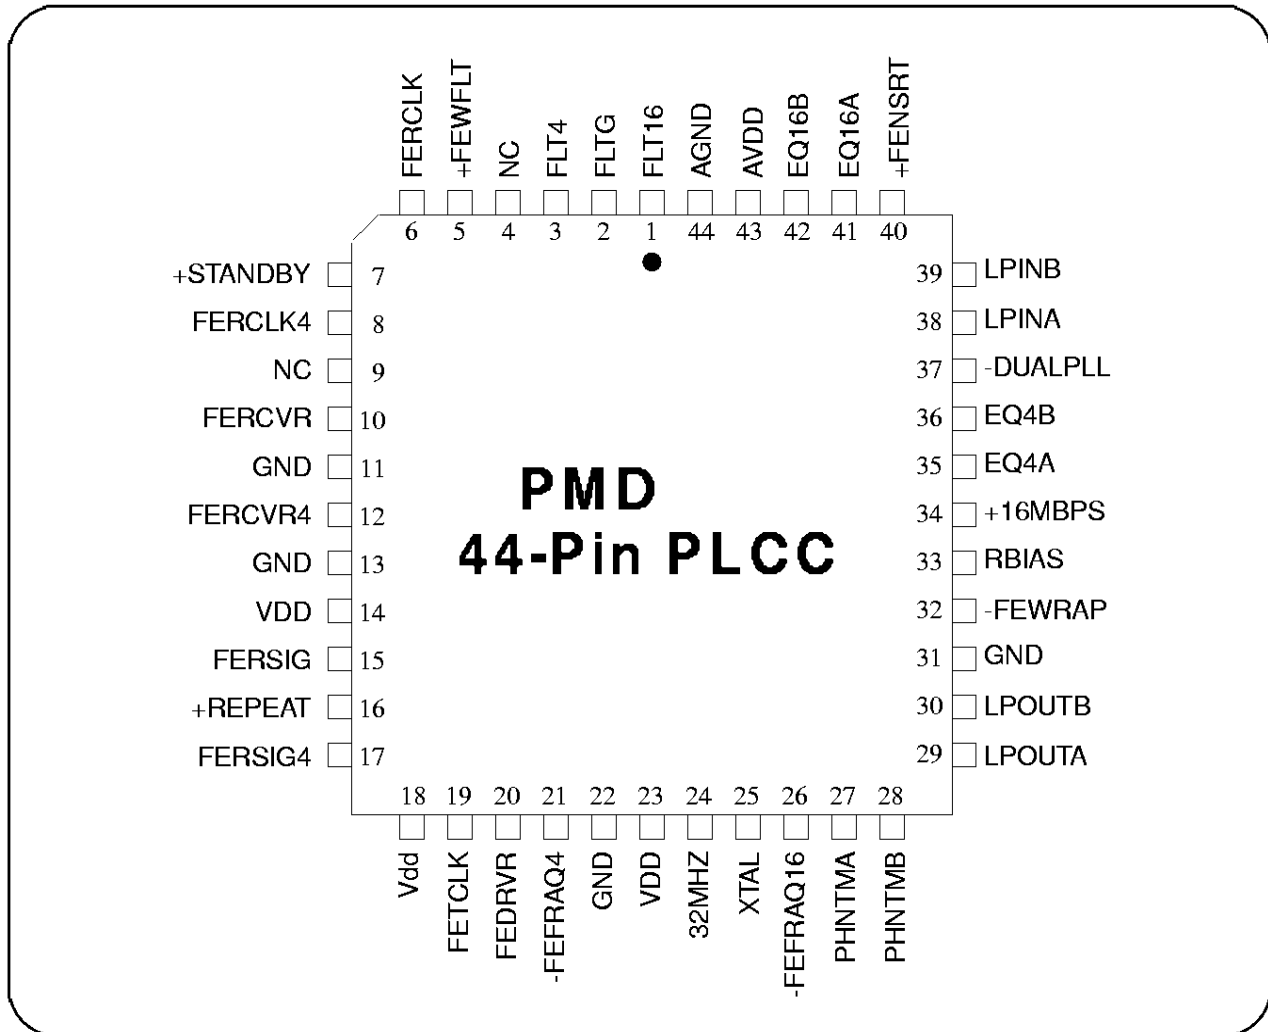 FERCLK
+FEWFLT
NC
FLT4
FLTG
FLT16
AGND
AVDD
EQ16B
EQ16A
+FENSRT
6 5 4 3 2 1 44 43 42 41 40
+STANDBY 7
FERCLK4 8
NC 9
FERCVR 10
GND 11
FERCVR4 12
GND 13
VDD 14
FERSIG 15
+REPEAT 16
FERSIG4 17
PMD
44-Pin PLCC
39 LPINB
38 LPINA
37 -DUALPLL
36 EQ4B
35 EQ4A
34 +16MBPS
33 RBIAS
32 -FEWRAP
31 GND
30 LPOUTB
29 LPOUTA
18 19 20 21 22 23 24 25 26 27 28
Vdd
FETCLK
FEDRVR
-FEFRAQ4
GND
VDD
32MHZ
XTAL
-FEFRAQ16
PHNTMA
PHNTMB